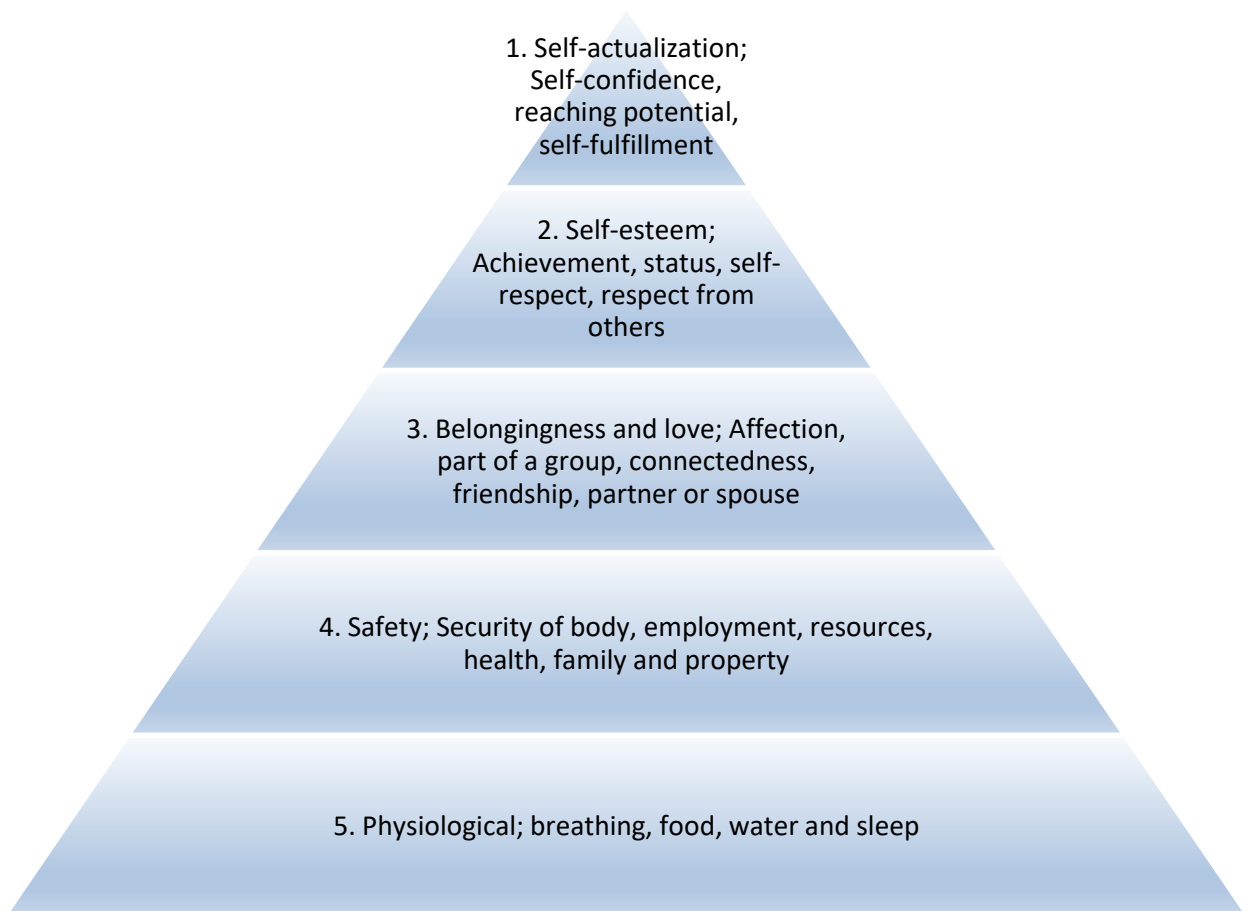 1. Self-actualization;
Self-confidence,
reaching potential,
self-fulfillment
2. Self-esteem;
Achievement, status, self-
respect, respect from
others
3. Belongingness and love; Affection,
part of a group, connectedness,
friendship, partner or spouse
4. Safety; Security of body, employment, resources,
health, family and property
5. Physiological; breathing, food, water and sleep